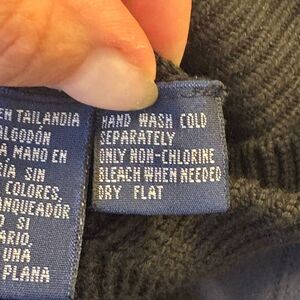 EN TAILANDIA
ALGODÓN
A MANO EN
RÍA SIN
COLORES,
ANQUEADOR
O SI
ARIO,
UNA
PLANA
HAND WASH COLD
SEPARATELY
ONLY NON-CHLORINE
BLEACH WHEN NEEDED
DRY FLAT